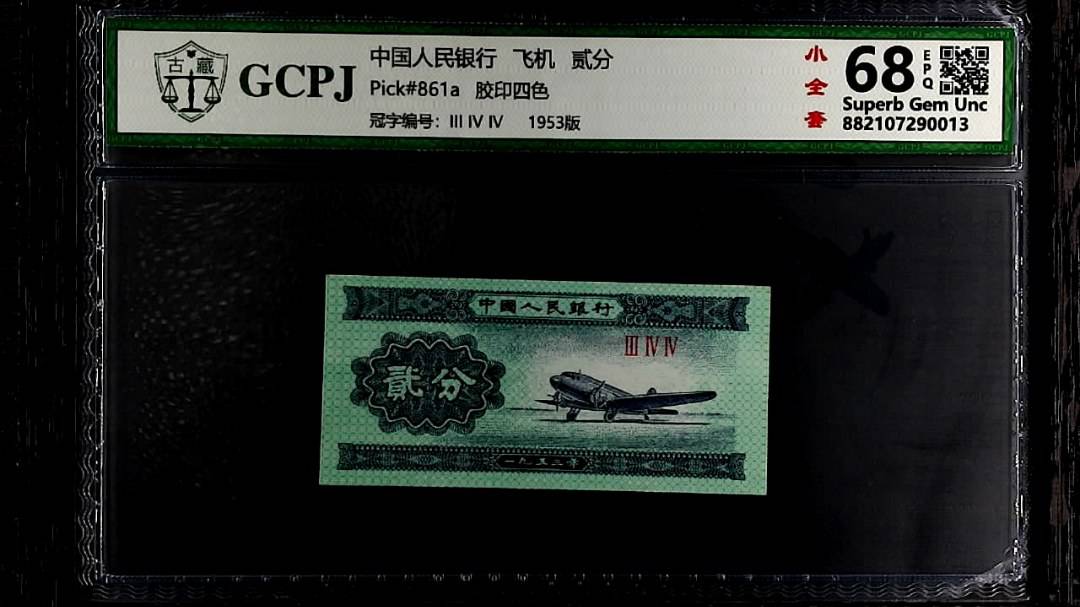 古藏
GCPJ
中国人民银行 飞机 贰分
Pick#861a 胶印四色
冠字编号：III IV IV 1953版
小全套
68
EPQ
Superb Gem Unc
882107290013
中國人民銀行
III IV IV
貳分
一九五三年